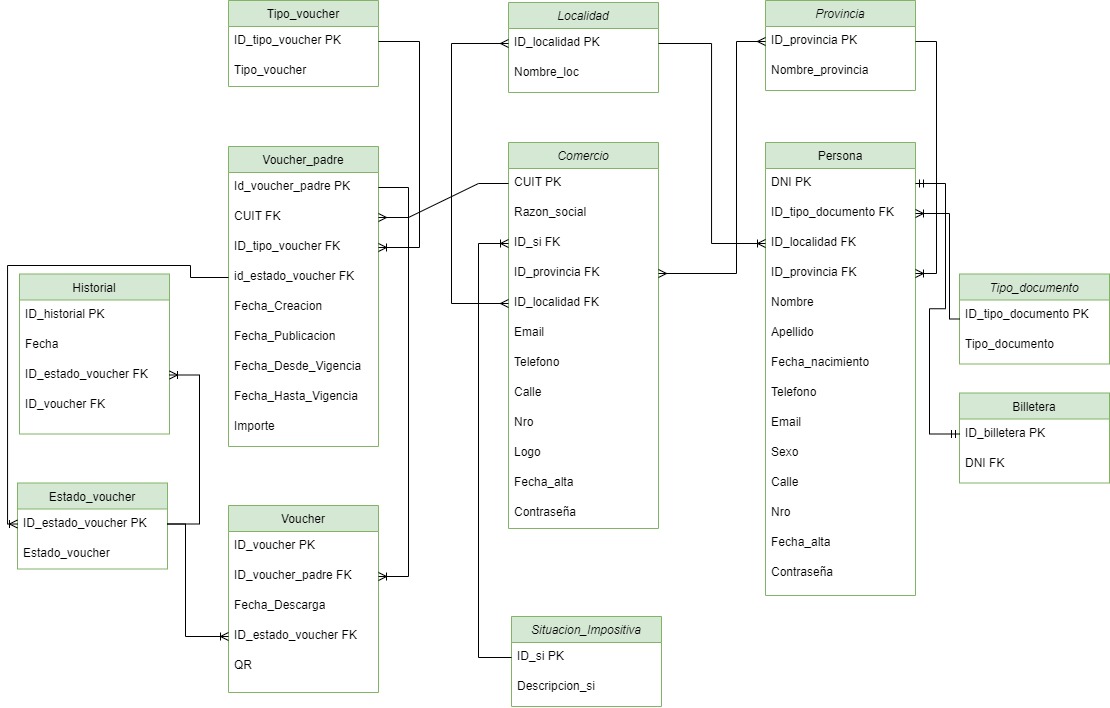 Tipo_voucher
ID_tipo_voucher PK
Tipo_voucher
Localidad
ID_localidad PK
Nombre_loc
Provincia
ID_provincia PK
Nombre_provincia
Voucher_padre
Id_voucher_padre PK
CUIT FK
ID_tipo_voucher FK
id_estado_voucher FK
Fecha_Creacion
Fecha_Publicacion
Fecha_Desde_Vigencia
Fecha_Hasta_Vigencia
Importe
Comercio
CUIT PK
Razon_social
ID_si FK
ID_provincia FK
ID_localidad FK
Email
Telefono
Calle
Nro
Logo
Fecha_alta
Contraseña
Persona
DNI PK
ID_tipo_documento FK
ID_localidad FK
ID_provincia FK
Nombre
Apellido
Fecha_nacimiento
Telefono
Email
Sexo
Calle
Nro
Fecha_alta
Contraseña
Historial
ID_historial PK
Fecha
ID_estado_voucher FK
ID_voucher FK
Tipo_documento
ID_tipo_documento PK
Tipo_documento
Billetera
ID_billetera PK
DNI FK
Estado_voucher
ID_estado_voucher PK
Estado_voucher
Voucher
ID_voucher PK
ID_voucher_padre FK
Fecha_Descarga
ID_estado_voucher FK
QR
Situacion_Impositiva
ID_si PK
Descripcion_si